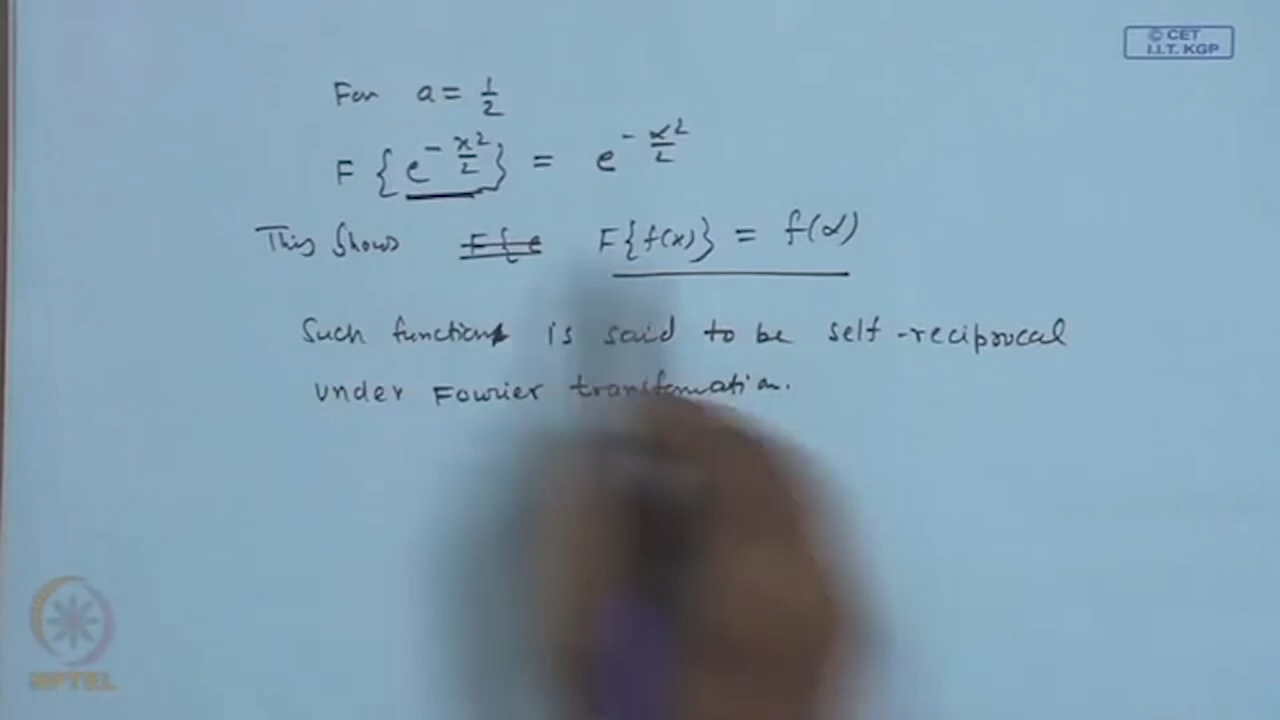 © CET
I.I.T. KGP
For a = 1/2
F { e^{-x²/2} } = e^{-α²/2}
This shows F{e F{f(x)} = f(α)
Such function is said to be self-reciprocal
under Fourier transformation.
NPTEL